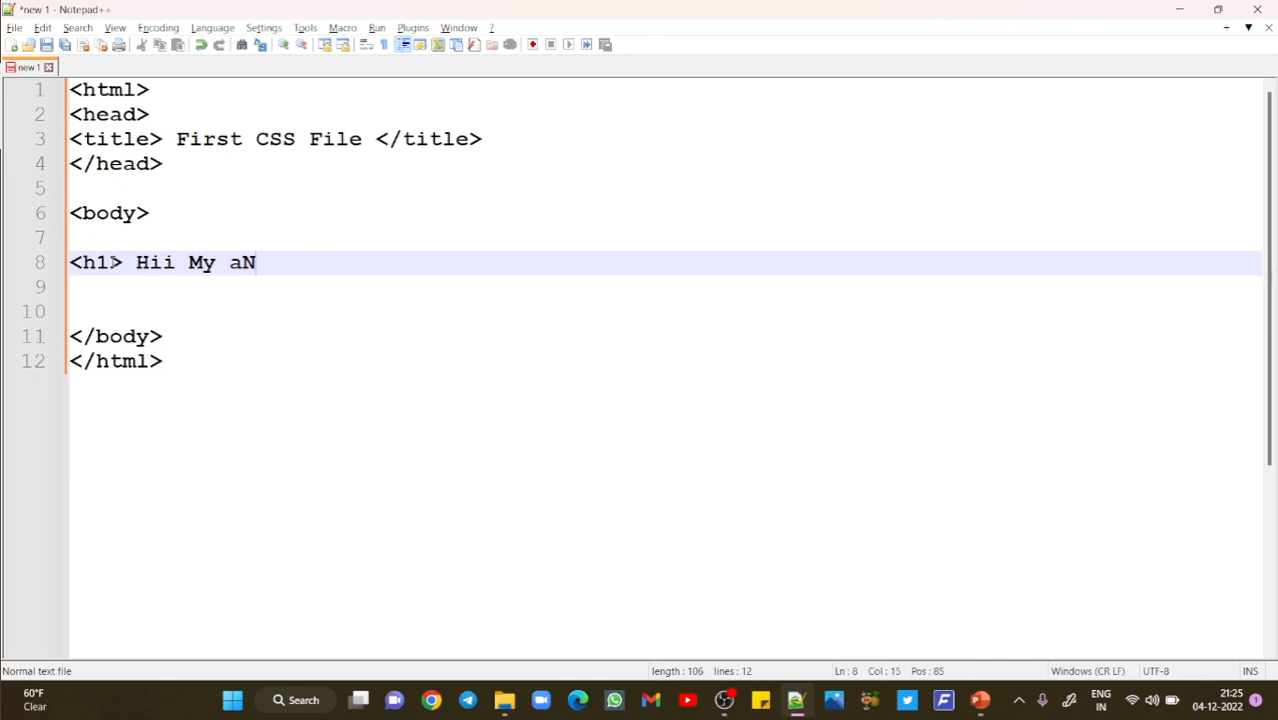 *new 1 - Notepad++
File Edit Search View Encoding Language Settings Tools Macro Run Plugins Window ?
new 1
1 <html>
2 <head>
3 <title> First CSS File </title>
4 </head>
5
6 <body>
7
8 <h1> Hii My aN
9
10
11 </body>
12 </html>
Normal text file length : 106 lines : 12 Ln : 8 Col : 15 Pos : 85 Windows (CR LF) UTF-8 INS
60°F
Clear
Search
ENG
IN
21:25
04-12-2022
1